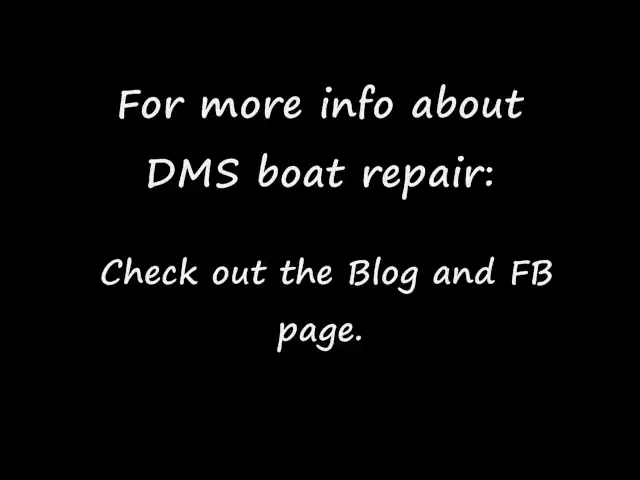 For more info about
DMS boat repair:
Check out the Blog and FB
page.